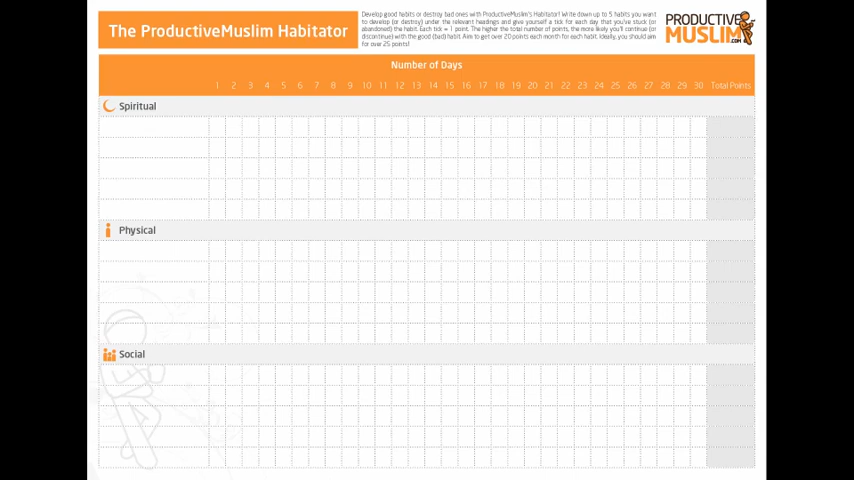 The ProductiveMuslim Habitator
Develop good habits or destroy bad ones with ProductiveMuslim's Habitator! Write down up to 5 habits you want
to develop (or destroy) under the relevant headings and give yourself a tick for each day that you've stuck (or
abandoned) the habit. Each tick = 1 point. The higher the total number of points, the more likely you'll continue (or
discontinue) with the good (bad) habit. Aim to get over 20 points each month for each habit. Ideally, you should aim
for over 25 points!
PRODUCTIVE
MUSLIM
.COM
Number of Days
1 2 3 4 5 6 7 8 9 10 11 12 13 14 15 16 17 18 19 20 21 22 23 24 25 26 27 28 29 30 Total Points
Spiritual
Physical
Social